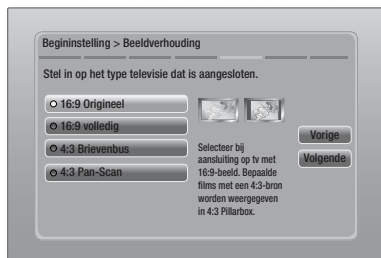 Begininstelling > Beeldverhouding
Stel in op het type televisie dat is aangesloten.
16:9 Origineel
16:9 volledig
4:3 Brievenbus
4:3 Pan-Scan
Selecteer bij
aansluiting op tv met
16:9-beeld. Bepaalde
films met een 4:3-bron
worden weergegeven
in 4:3 Pillarbox.
Vorige
Volgende